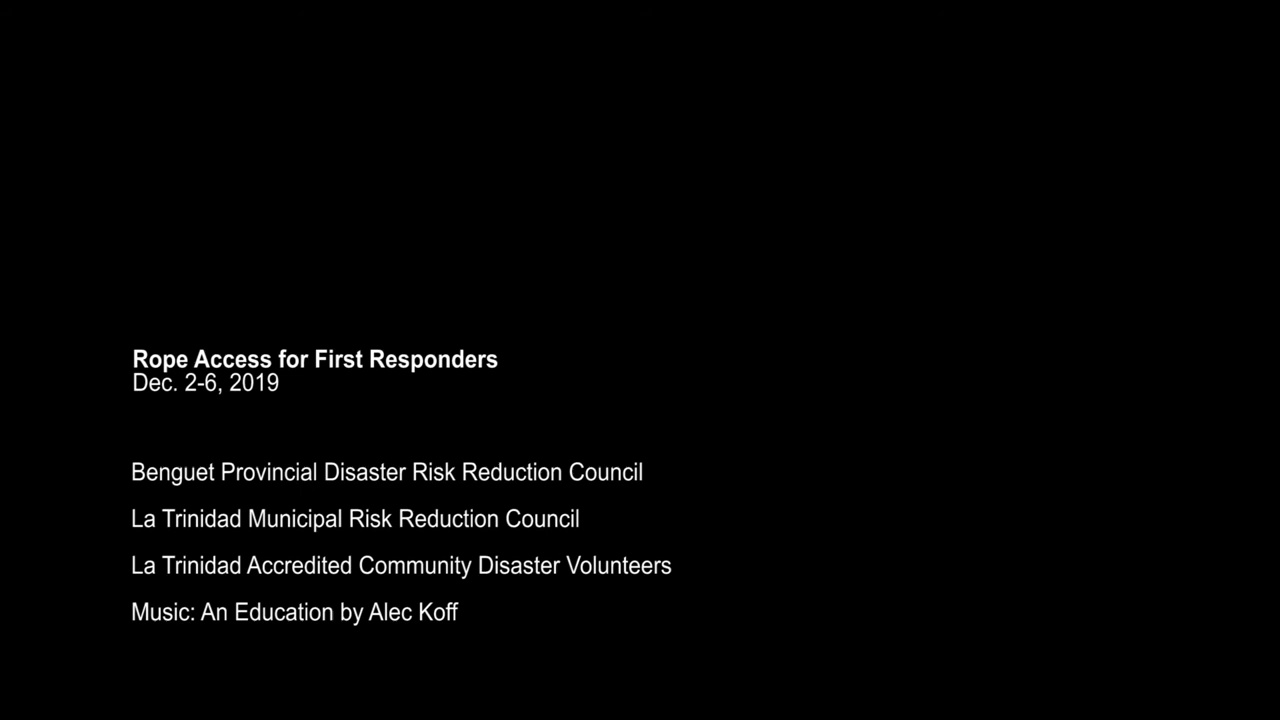 Rope Access for First Responders
Dec. 2-6, 2019
Benguet Provincial Disaster Risk Reduction Council
La Trinidad Municipal Risk Reduction Council
La Trinidad Accredited Community Disaster Volunteers
Music: An Education by Alec Koff